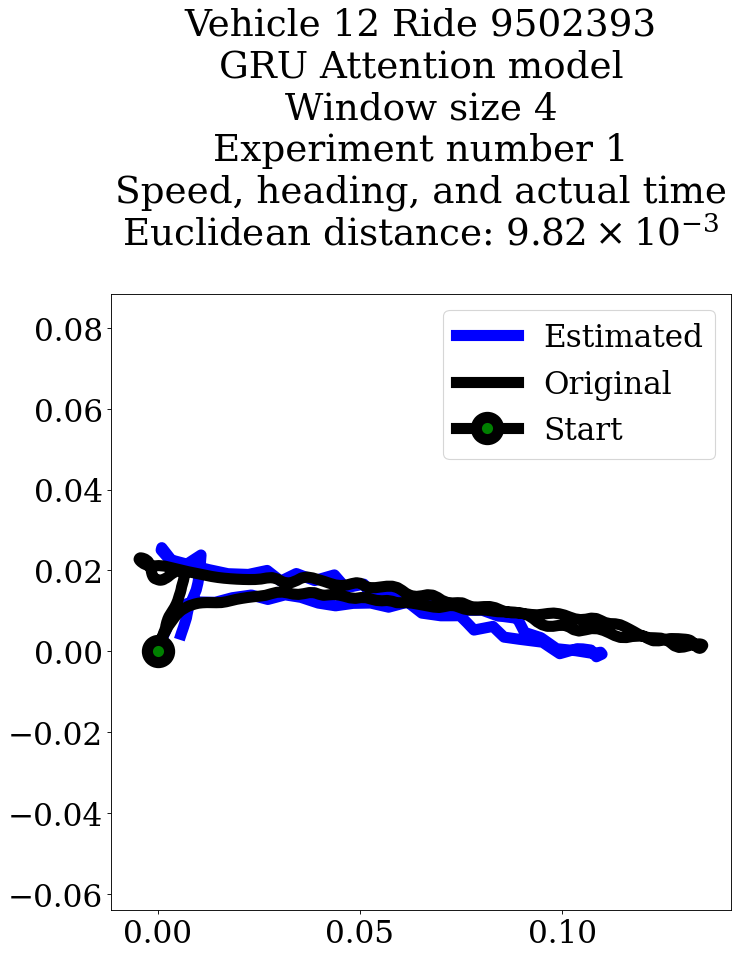 Vehicle 12 Ride 9502393
GRU Attention model
Window size 4
Experiment number 1
Speed, heading, and actual time
Euclidean distance: 9.82 × 10⁻³
Estimated
Original
Start
0.08
0.06
0.04
0.02
0.00
−0.02
−0.04
−0.06
0.00 0.05 0.10